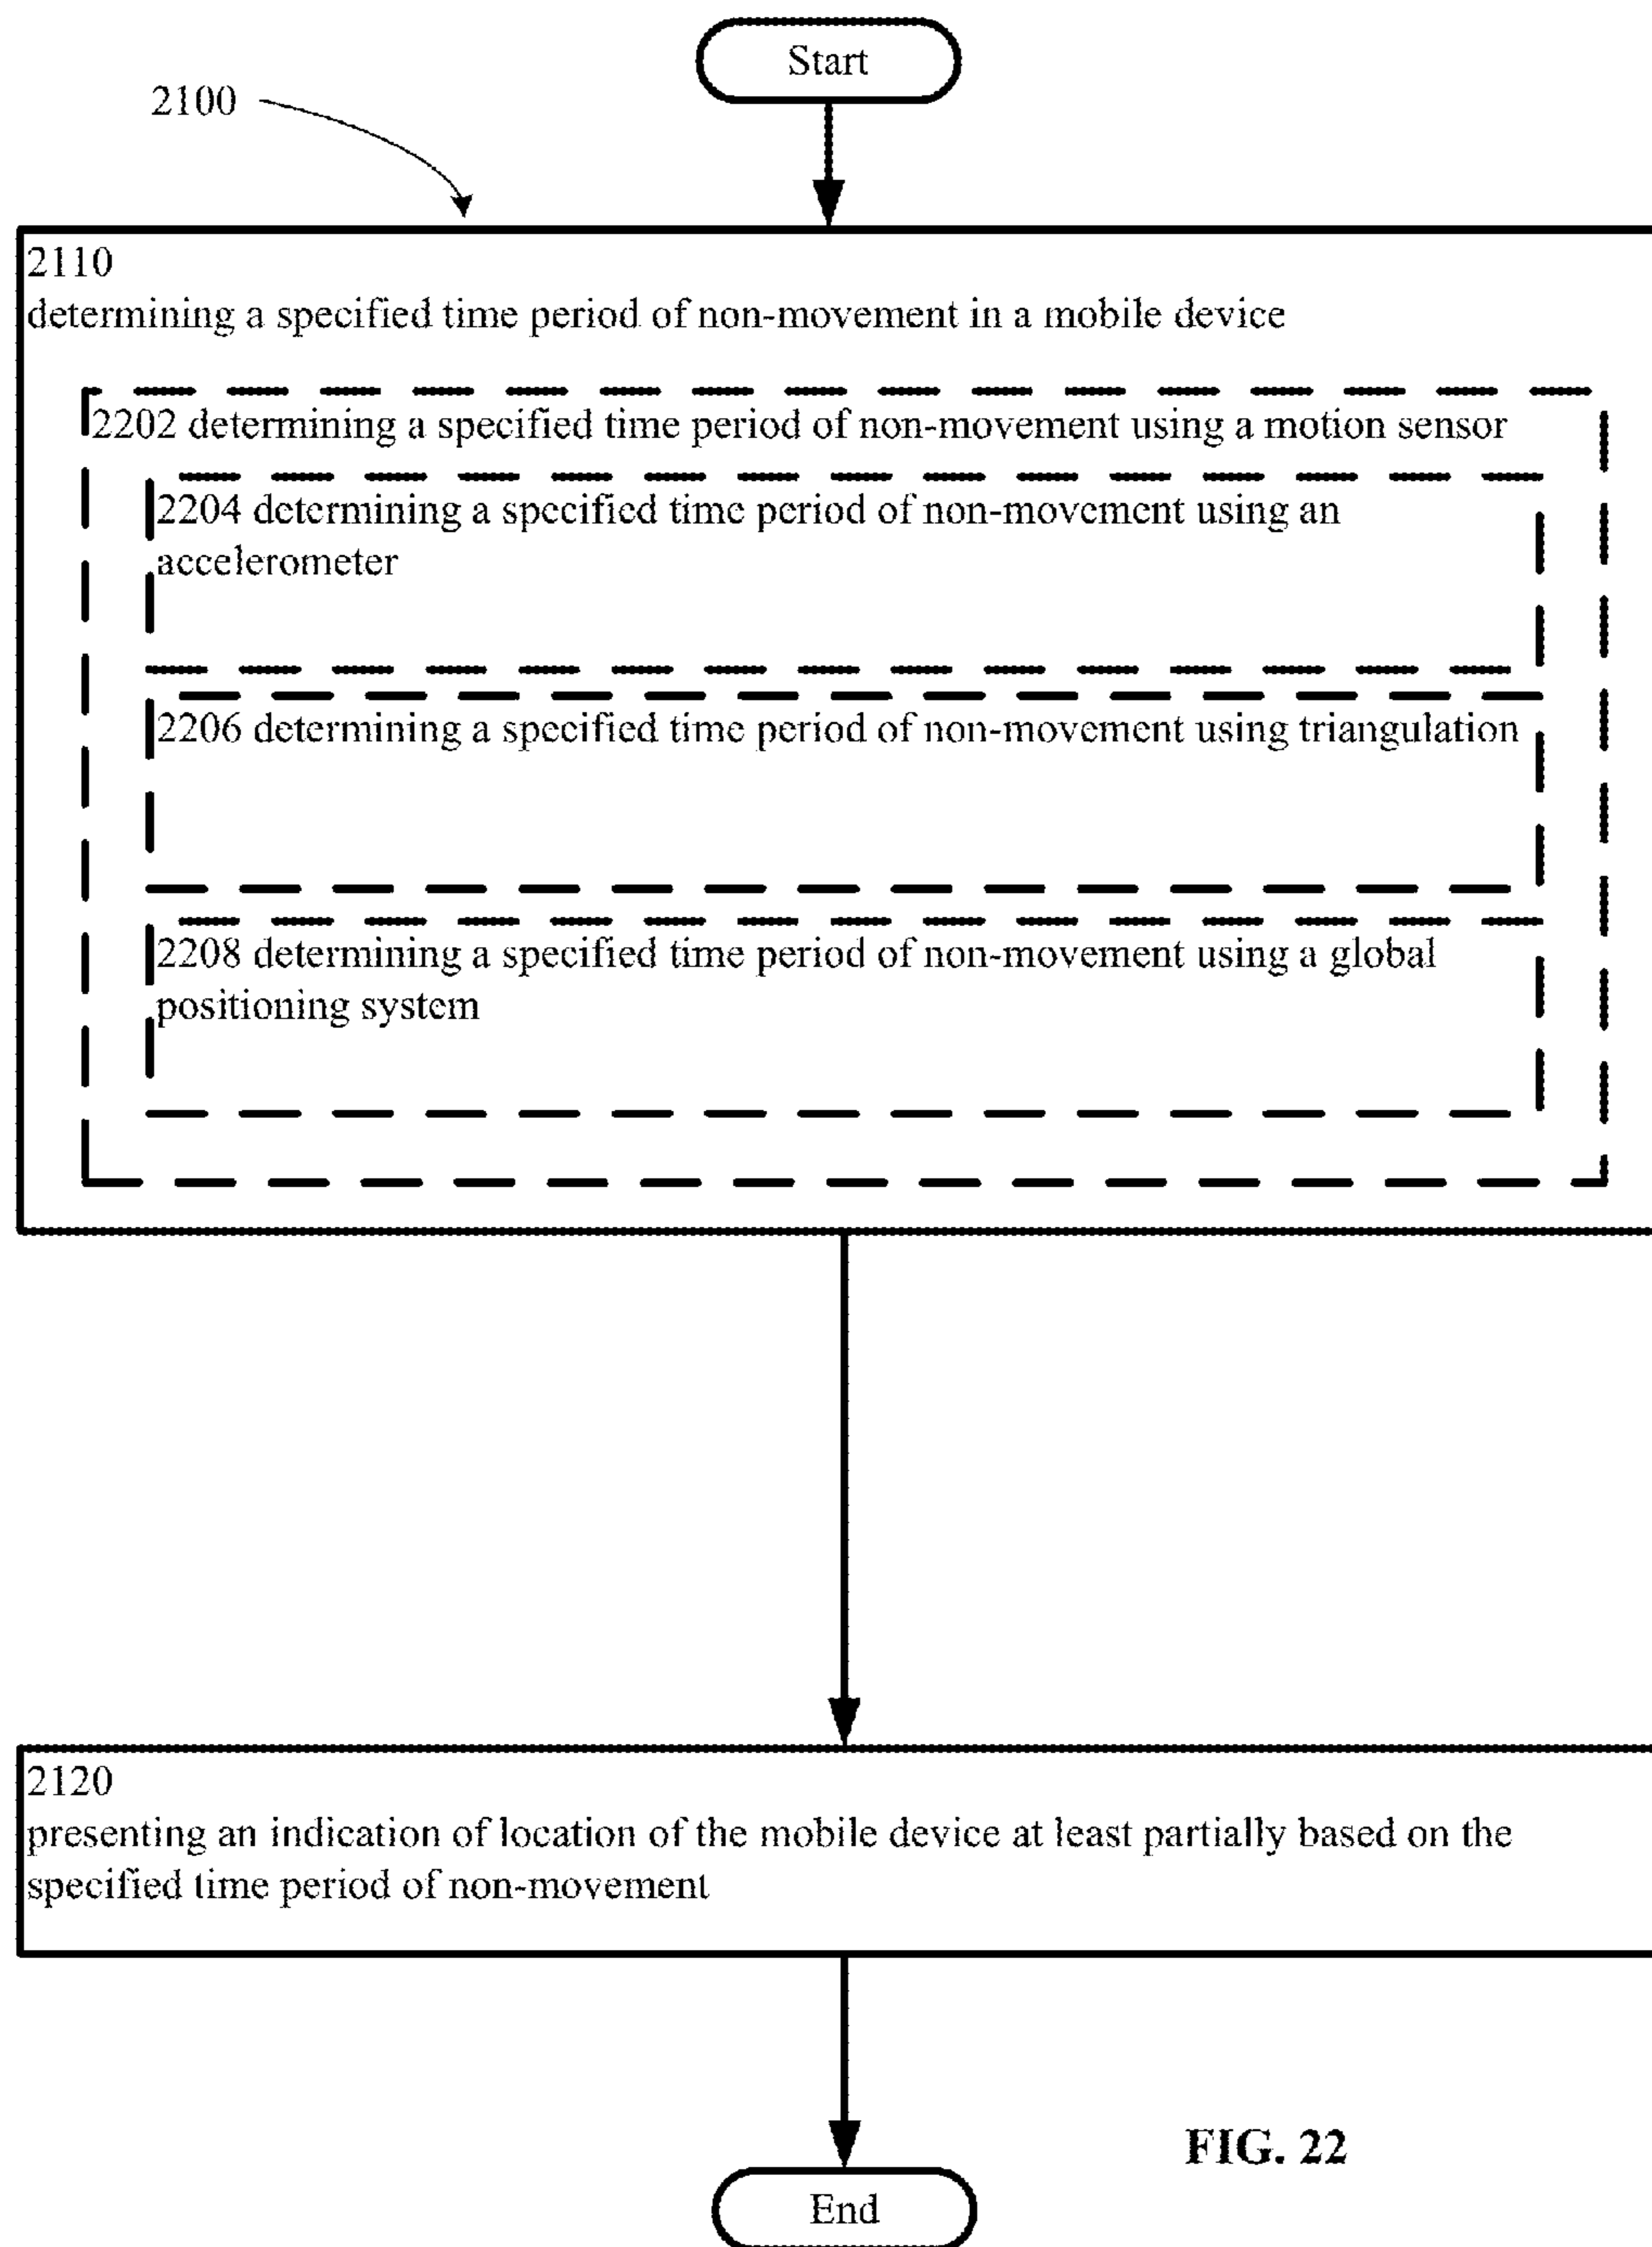 Start
2100
2110
determining a specified time period of non-movement in a mobile device
2202 determining a specified time period of non-movement using a motion sensor
2204 determining a specified time period of non-movement using an
accelerometer
2206 determining a specified time period of non-movement using triangulation
2208 determining a specified time period of non-movement using a global
positioning system
2120
presenting an indication of location of the mobile device at least partially based on the
specified time period of non-movement
FIG. 22
End